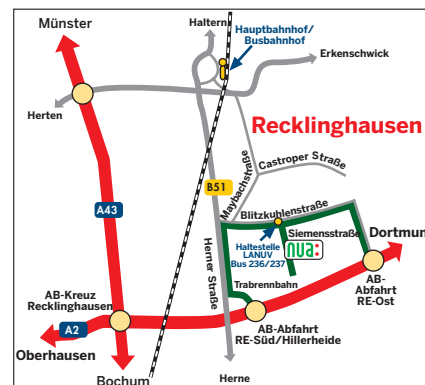 Münster
Haltern
Hauptbahnhof/
Busbahnhof
Erkenschwick
Herten
Recklinghausen
Castroper Straße
Maybachstraße
B51
A43
Blitzkuhlenstraße
Siemensstraße
Haltestelle
LANUV
Bus 236/237
nua:
Dortmun
Herner Straße
Trabrennbahn
AB-
Abfahrt
RE-Ost
AB-Kreuz
Recklinghausen
A2
AB-Abfahrt
RE-Süd/Hillerheide
Oberhausen
Bochum
Herne